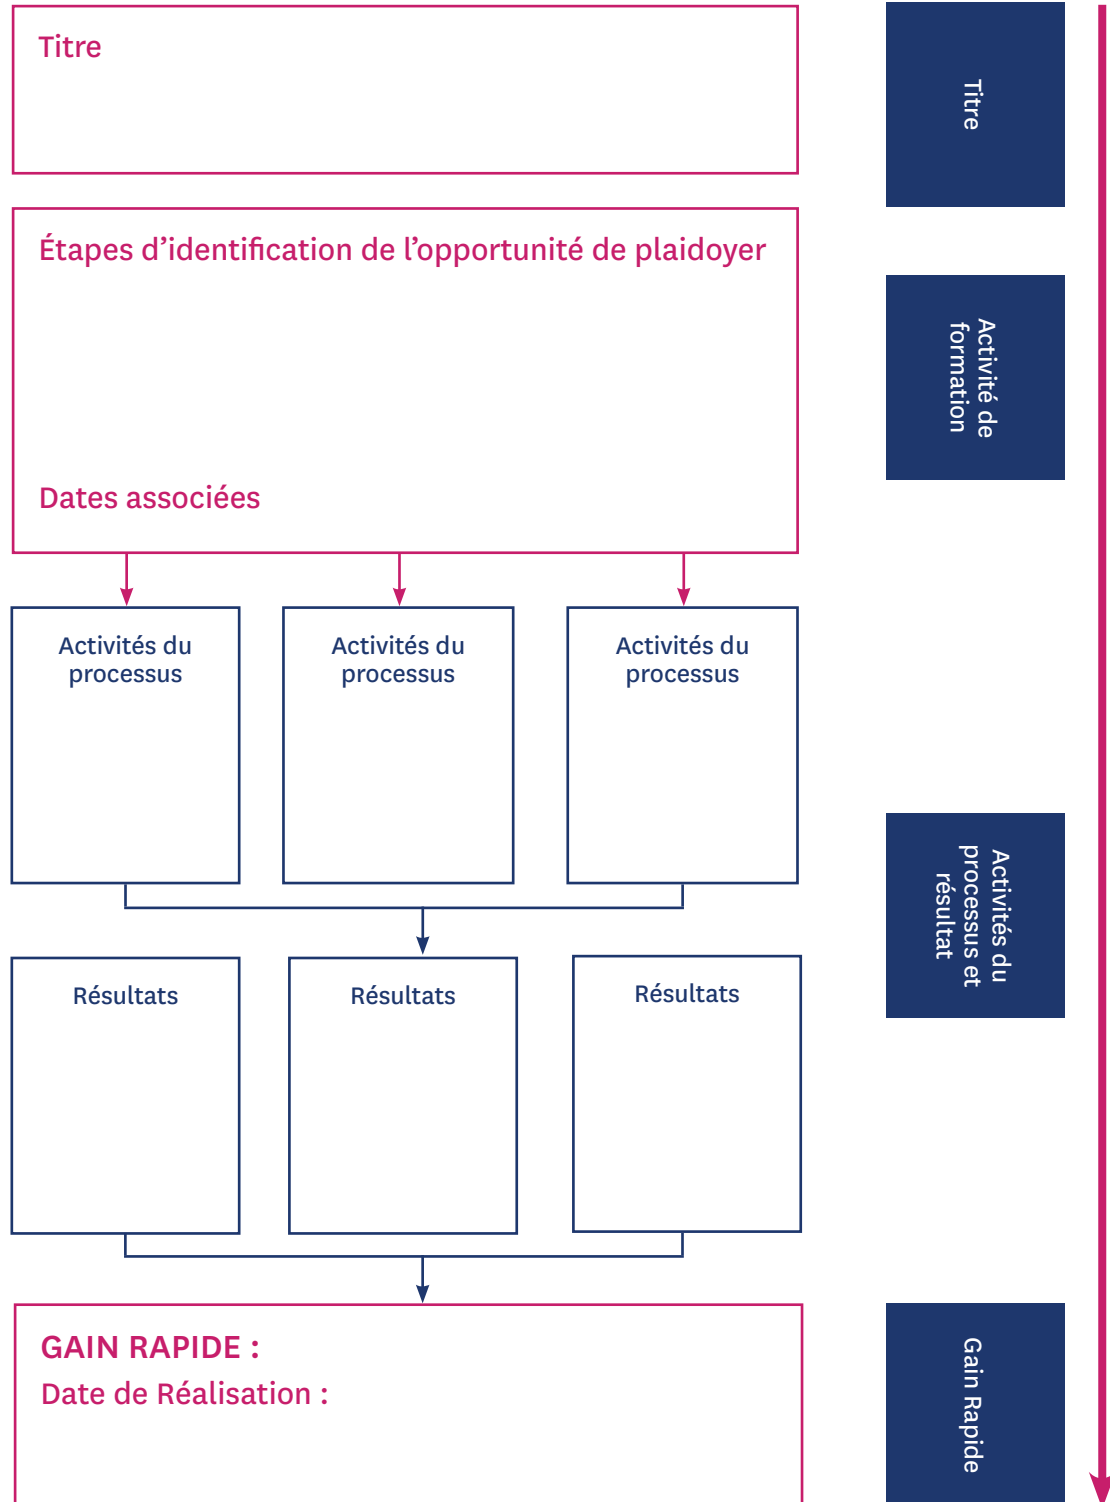 Titre
Titre
Étapes d’identification de l’opportunité de plaidoyer
Dates associées
Activité de
formation
Activités du
processus
Activités du
processus
Activités du
processus
Activités du
processus et
résultat
Résultats
Résultats
Résultats
GAIN RAPIDE :
Date de Réalisation :
Gain Rapide